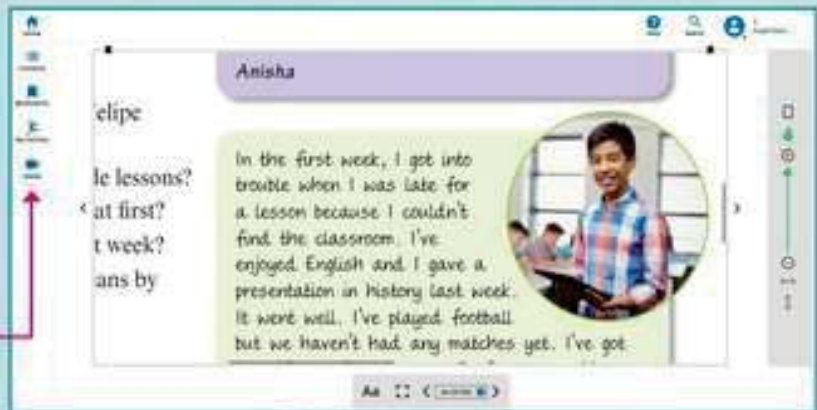 Anisha
elipe
le lessons?
at first?
t week?
ans by
In the first week, I got into
trouble when I was late for
a lesson because I couldn't
find the classroom. I've
enjoyed English and I gave a
presentation in history last week.
It went well. I've played football
but we haven't had any matches yet. I've got
Aa